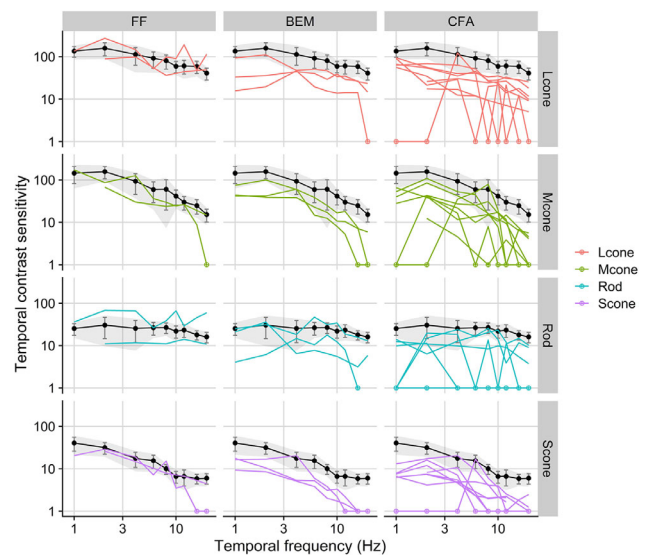 FF BEM CFA
100
10
1
Lcone
100
10
1
Mcone
100
10
1
Rod
100
10
1
Scone
Temporal contrast sensitivity
Lcone
Mcone
Rod
Scone
1 3 10 1 3 10 1 3 10
Temporal frequency (Hz)